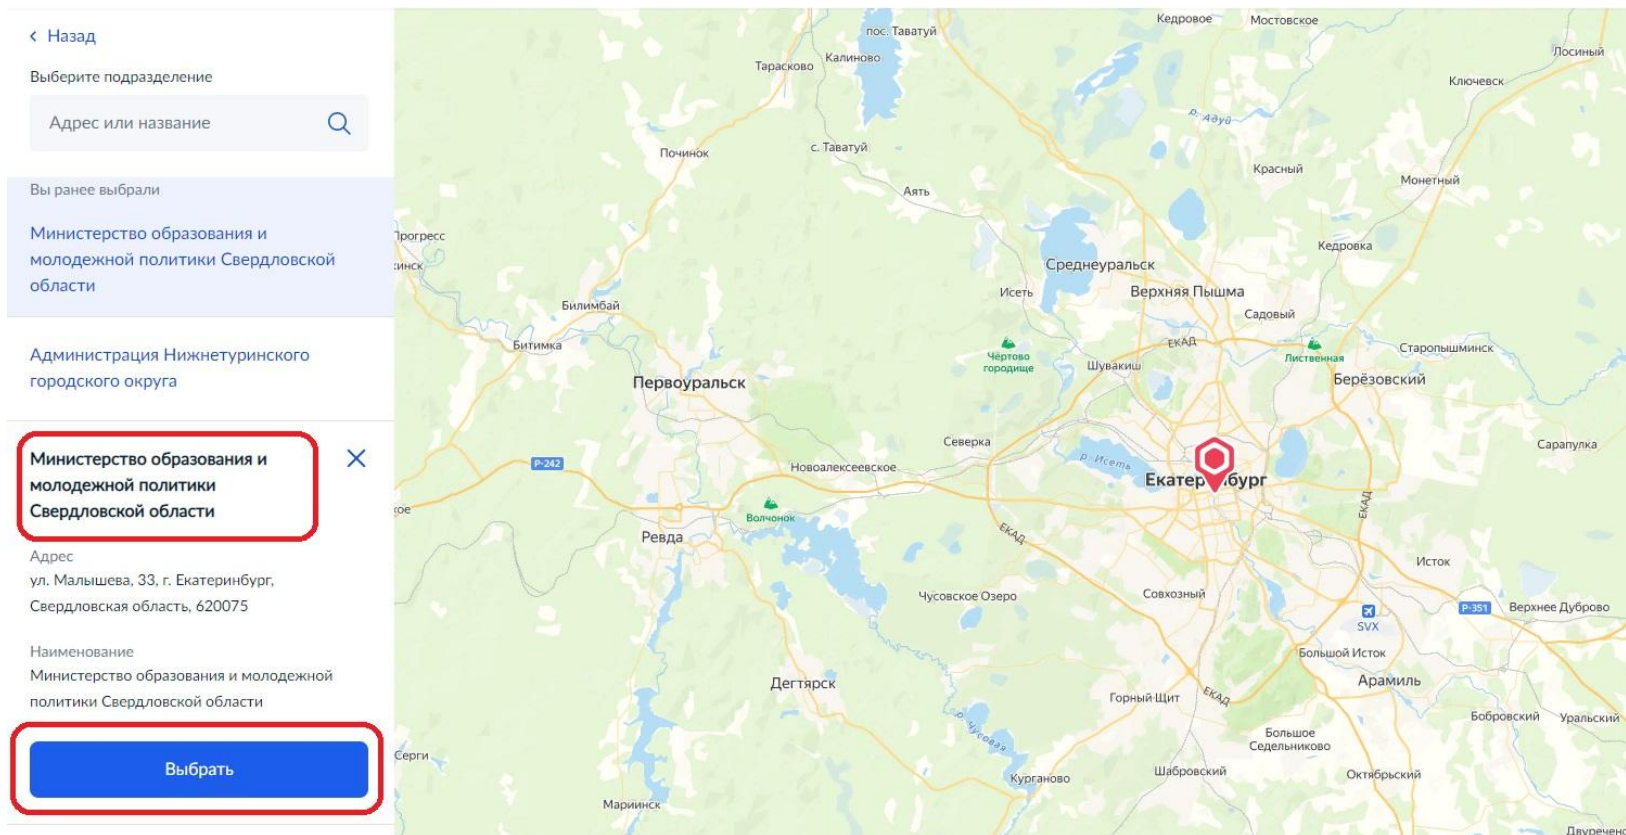 Назад
Выберите подразделение
Адрес или название
Вы ранее выбрали
Министерство образования и
молодежной политики Свердловской
области
Администрация Нижнетуринского
городского округа
Министерство образования и
молодежной политики
Свердловской области
Адрес
ул. Малышева, 33, г. Екатеринбург,
Свердловская область, 620075
Наименование
Министерство образования и молодежной
политики Свердловской области
Выбрать
Кедровое
Мостовское
пос. Таватуй
Лосиный
Калиново
Тарасково
Ключевск
р. Адуй
с. Таватуй
Починок
Красный
Монетный
Аять
Прогресс
Кедровка
Среднеуральск
Исеть
Верхняя Пышма
Билимбай
Садовый
Битимка
ЕКАД
Старопышминск
Чёртово
городище
Лиственная
Шувакиш
Первоуральск
Берёзовский
Северка
Сарапулка
р. Исеть
Р-242
Новоалексеевское
Волчонок
ЕКАД
ЕКАД
Ревда
Исток
Чусовское Озеро
Совхозный
Р-351
Верхнее Дуброво
SVX
Большой Исток
Дегтярск
Арамиль
Горный Щит
ЕКАД
Бобровский
Уральский
р. Чусовая
Большое
Седельниково
Серги
Курганово
Шабровский
Октябрьский
Мариинск